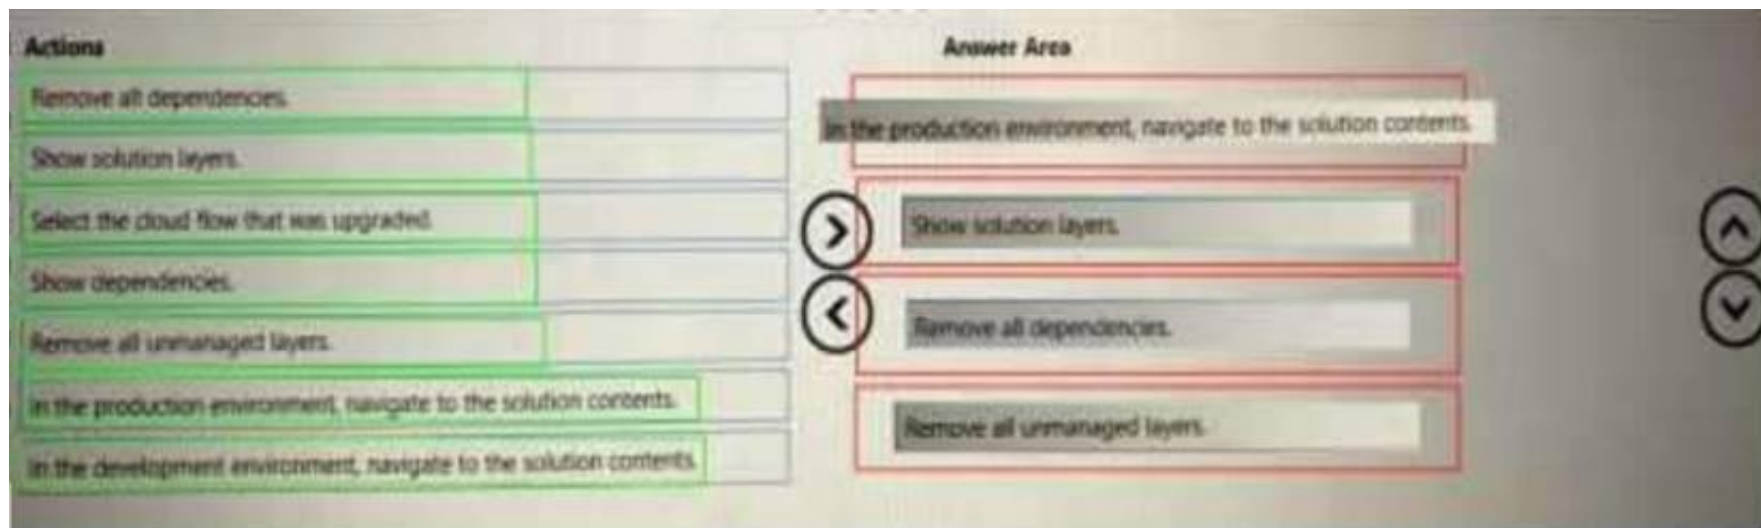 Actions
Remove all dependencies.
Show solution layers.
Select the cloud flow that was upgraded.
Show dependencies.
Remove all unmanaged layers.
In the production environment, navigate to the solution contents.
In the development environment, navigate to the solution contents.
Answer Area
In the production environment, navigate to the solution contents.
Show solution layers.
Remove all dependencies.
Remove all unmanaged layers.